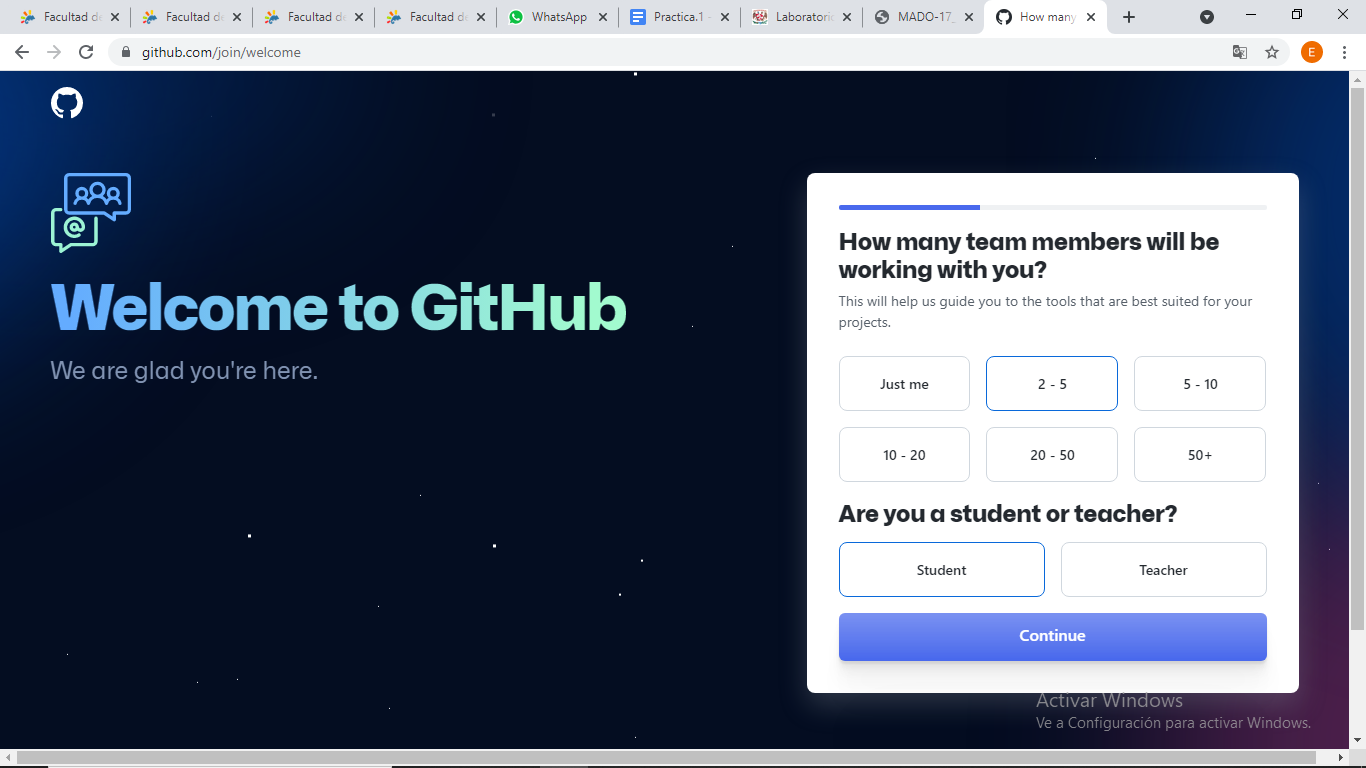 Facultad de
Facultad de
Facultad de
Facultad de
WhatsApp
Practica.1 -
Laboratorio
MADO-17_
How many
github.com/join/welcome
E
Welcome to GitHub
We are glad you're here.
How many team members will be
working with you?
This will help us guide you to the tools that are best suited for your
projects.
Just me
2 - 5
5 - 10
10 - 20
20 - 50
50+
Are you a student or teacher?
Student
Teacher
Continue
Activar Windows
Ve a Configuración para activar Windows.